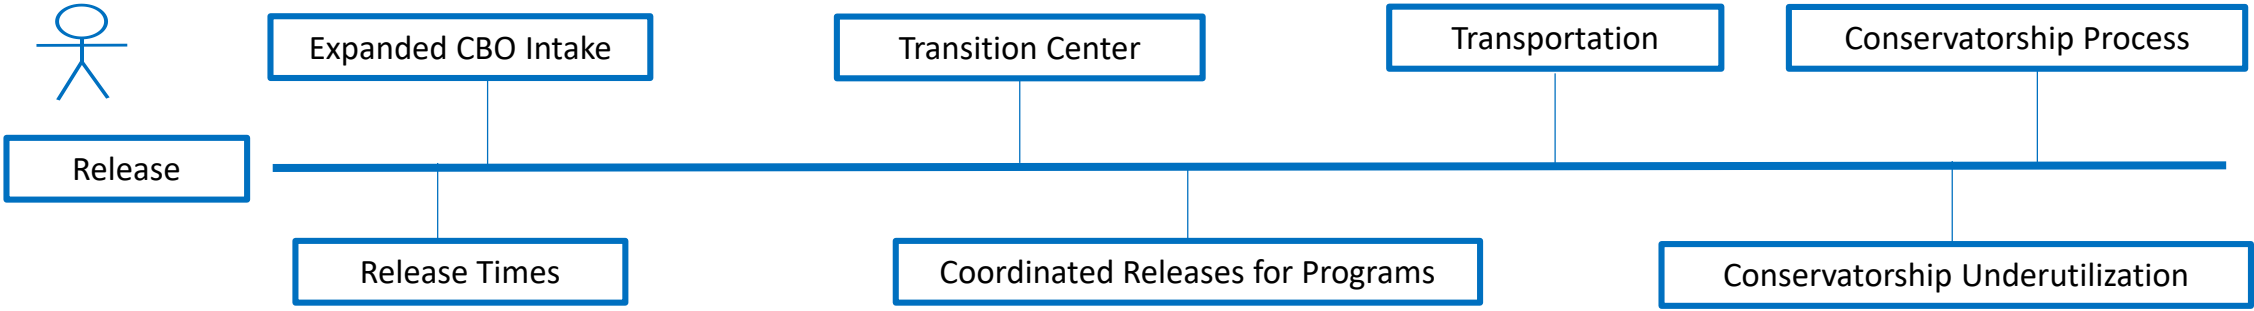 Expanded CBO Intake
Transition Center
Transportation
Conservatorship Process
Release
Release Times
Coordinated Releases for Programs
Conservatorship Underutilization